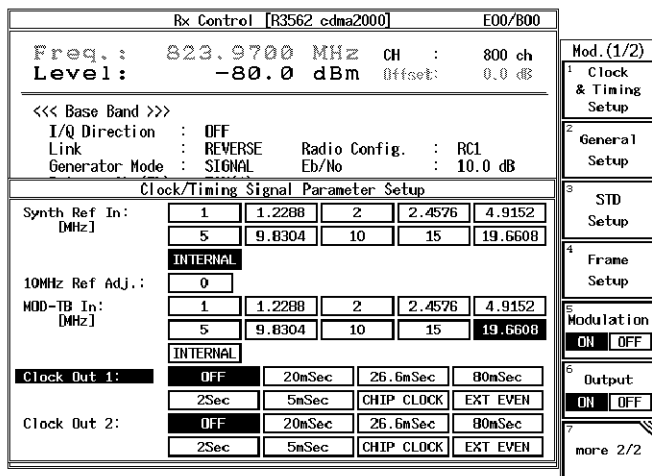 Rx Control [R3562 cdma2000] E00/B00
Freq.: 823.9700 MHz CH : 800 ch
Level: -80.0 dBm Offset: 0.0 dB
<<< Base Band >>>
I/Q Direction : OFF
Link : REVERSE Radio Config. : RC1
Generator Mode : SIGNAL Eb/No : 10.0 dB
Clock/Timing Signal Parameter Setup
Synth Ref In: 1 1.2288 2 2.4576 4.9152
[MHz] 5 9.8304 10 15 19.6608
INTERNAL
10MHz Ref Adj.: 0
MOD-TB In: 1 1.2288 2 2.4576 4.9152
[MHz] 5 9.8304 10 15 19.6608
INTERNAL
Clock Out 1: OFF 20mSec 26.6mSec 80mSec
2Sec 5mSec CHIP CLOCK EXT EVEN
Clock Out 2: OFF 20mSec 26.6mSec 80mSec
2Sec 5mSec CHIP CLOCK EXT EVEN
Mod.(1/2)
1 Clock
& Timing
Setup
2 General
Setup
3 STD
Setup
4 Frame
Setup
5 Modulation
ON OFF
6 Output
ON OFF
7
more 2/2